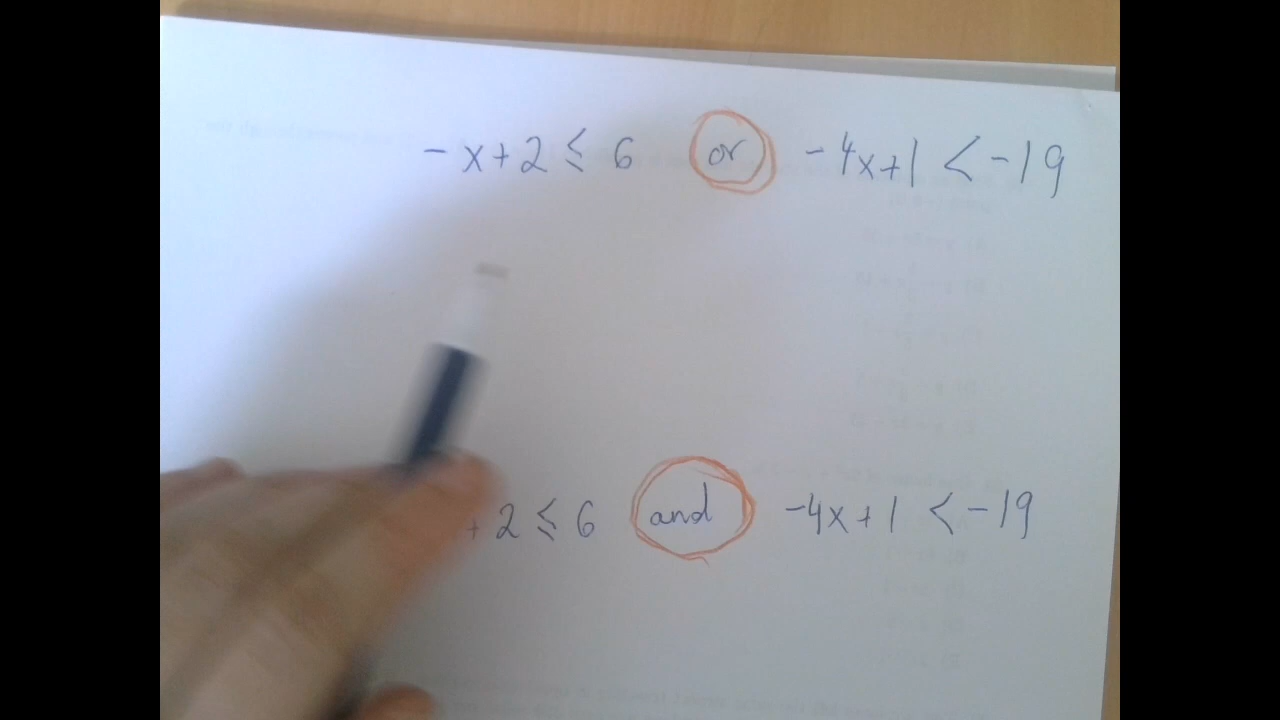 -x+2 ≤ 6 or -4x+1 < -19
+2 ≤ 6 and -4x+1 < -19